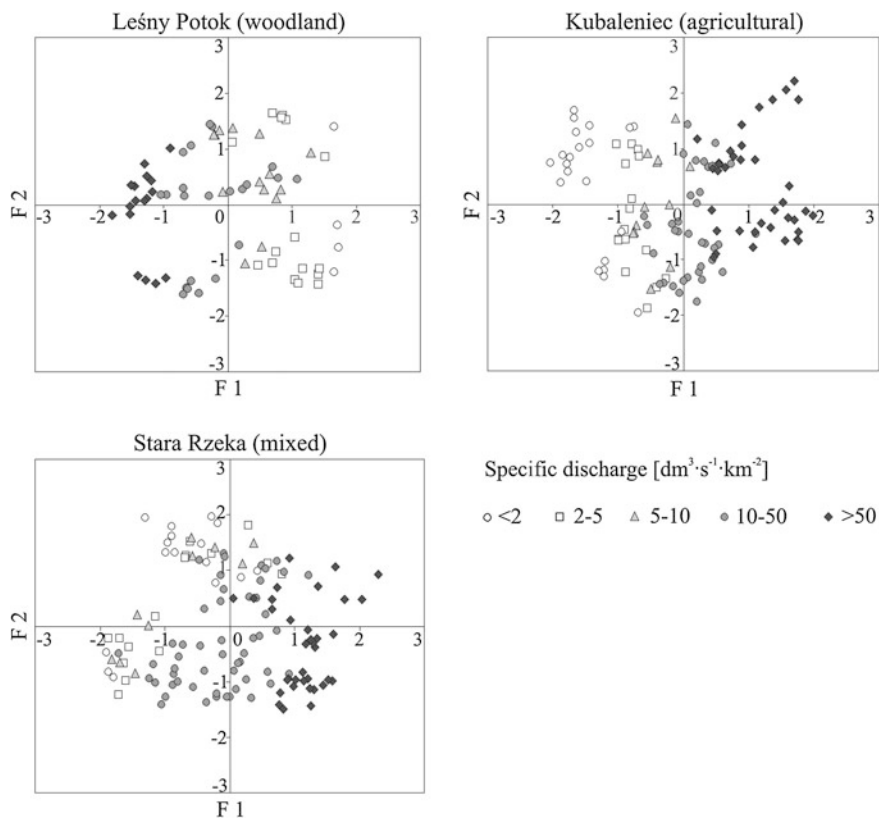 Leśny Potok (woodland)
3
2
1
-3 -2 -1 0 1 2 3
-1
-2
-3
F 2
F 1
Kubaleniec (agricultural)
3
2
1
-3 -2 -1 0 1 2 3
-1
-2
-3
F 2
F 1
Stara Rzeka (mixed)
3
2
1
-3 -2 -1 0 1 2 3
-1
-2
-3
F 2
F 1
Specific discharge [dm³·s⁻¹·km⁻²]
<2 2-5 5-10 10-50 >50